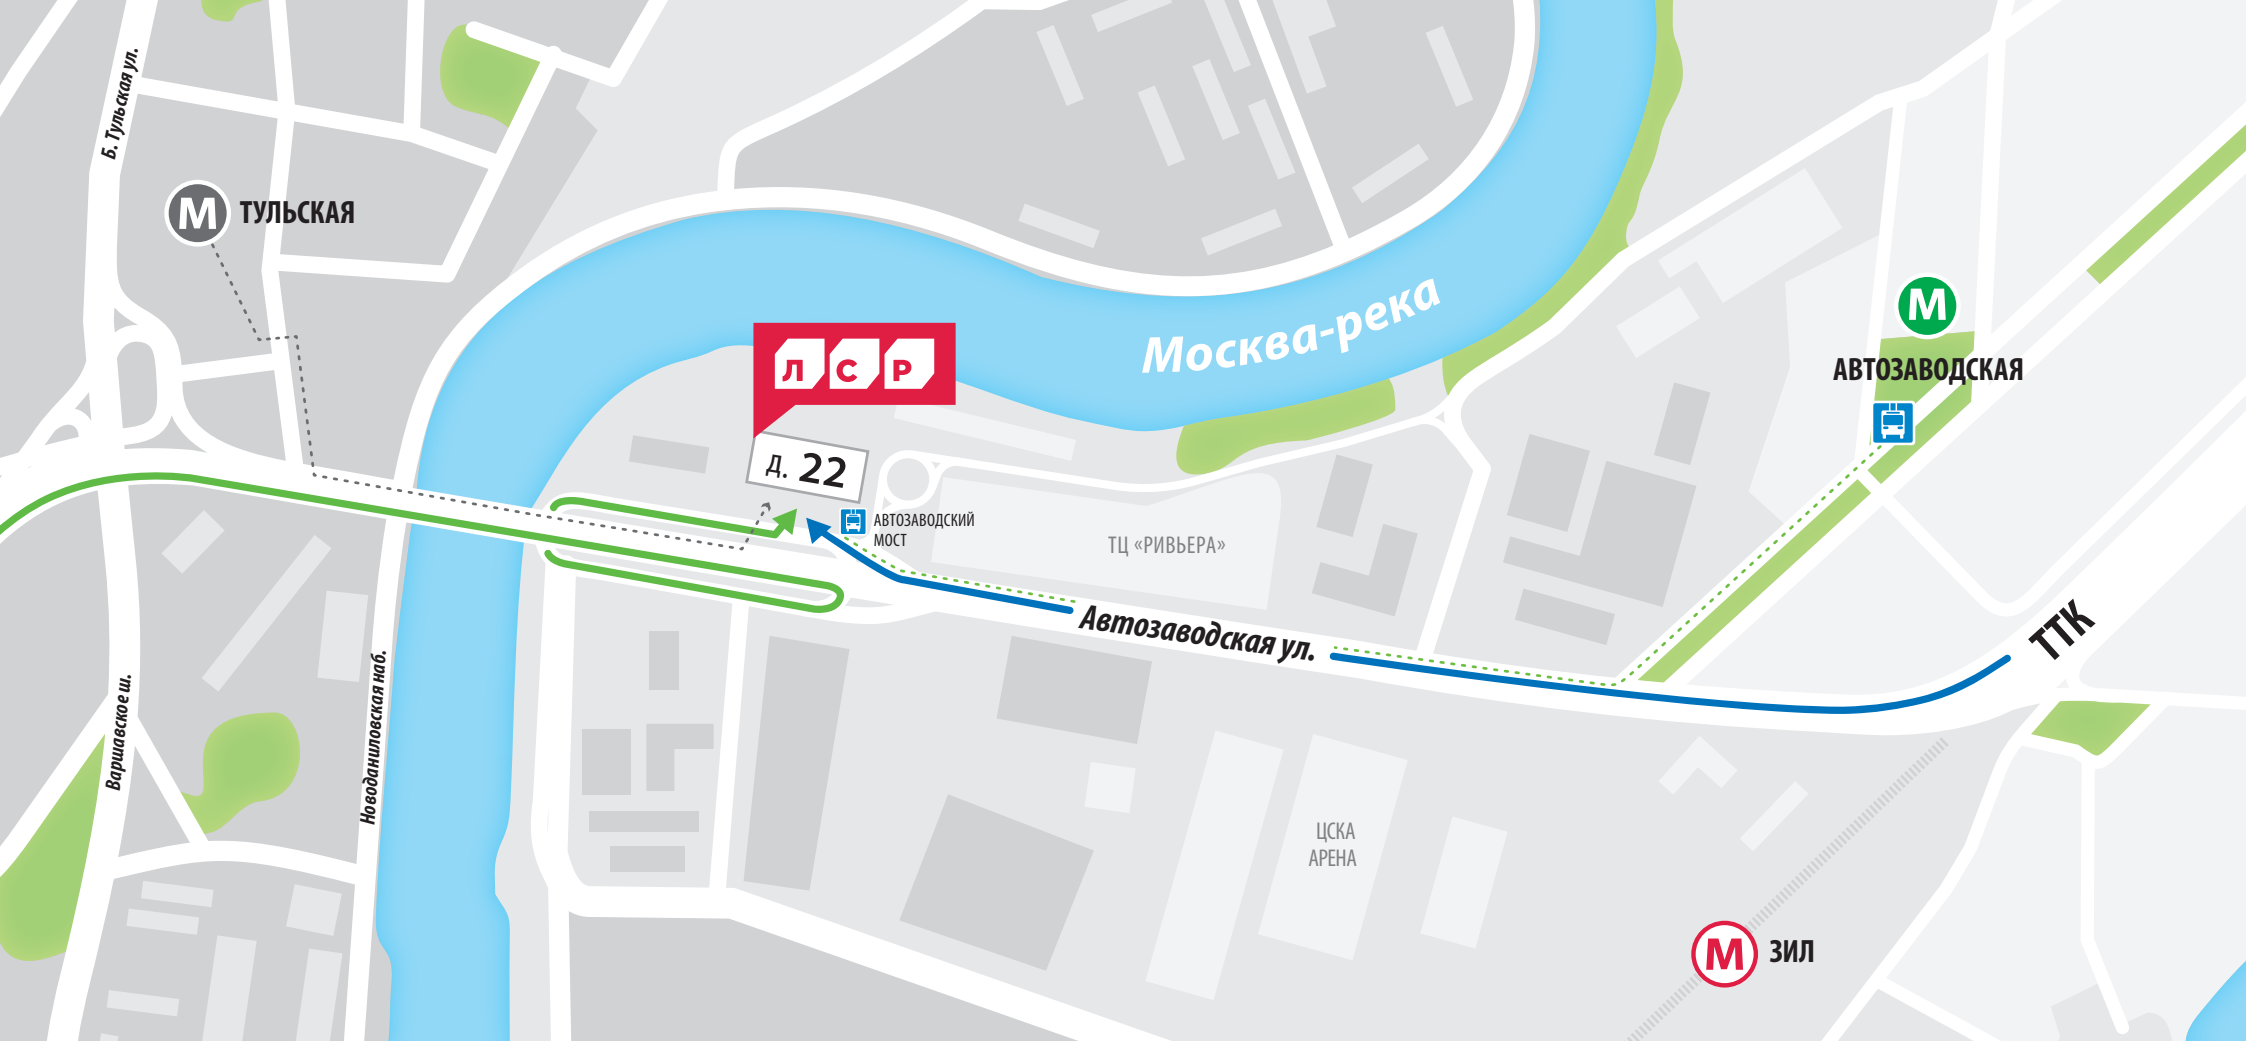 Б. Тульская ул.
М
ТУЛЬСКАЯ
Москва-река
ЛСР
Д. 22
АВТОЗАВОДСКИЙ
МОСТ
ТЦ «РИВЬЕРА»
М
АВТОЗАВОДСКАЯ
Автозаводская ул.
ТТК
Варшавское ш.
Новоданиловская наб.
ЦСКА
АРЕНА
М
ЗИЛ